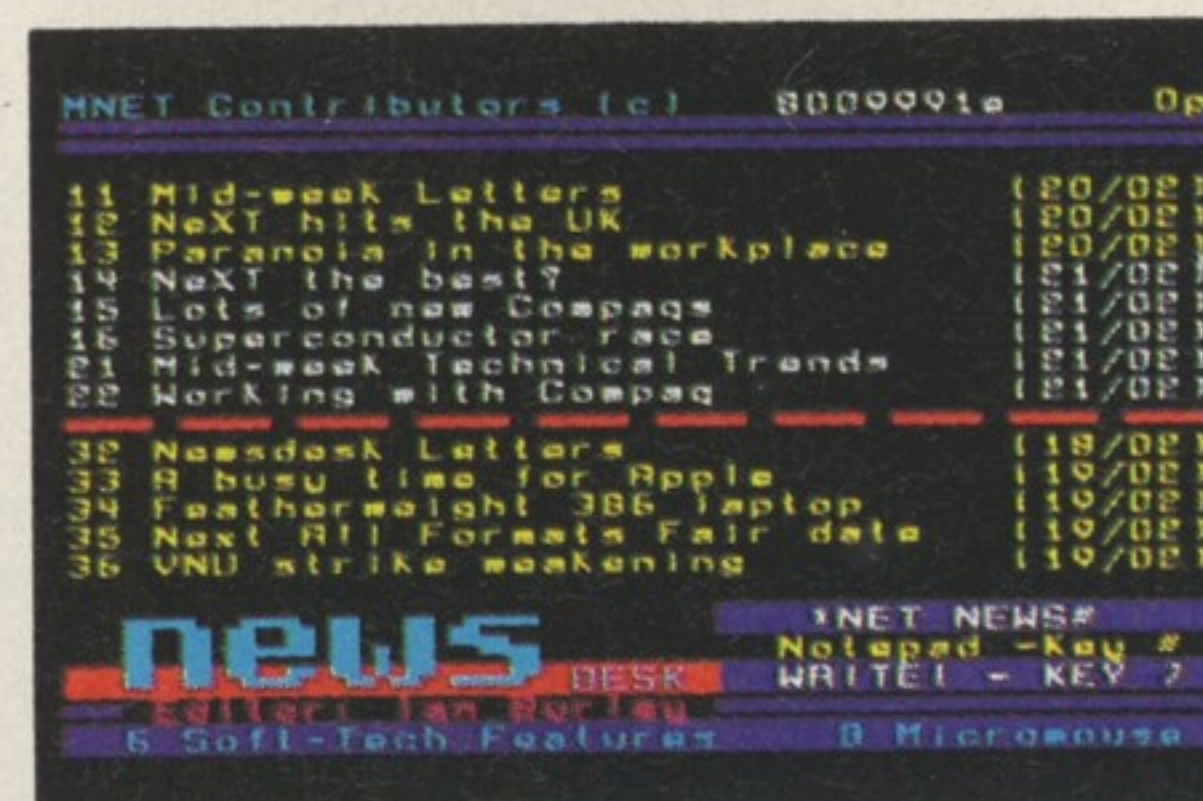 MNET Contributors (c) 8009991e Op
11 Mid-week Letters (20/02)
12 NeXT hits the UK (20/02)
13 Paranoia in the workplace (20/02)
14 NeXT the best? (21/02)
15 Lots of new Compaqs (21/02)
16 Superconductor race (21/02)
21 Mid-week Technical Trends (21/02)
22 Working with Compaq (21/02)
32 Newsdesk Letters (18/02)
33 A busy time for Apple (19/02)
34 Featherweight 386 laptop (19/02)
35 Next All Formats Fair date (19/02)
36 VNU strike weakening (19/02)
news DESK
*NET NEWS#
Notepad -Key #
WRITE! - KEY 7
Editor: Ian Burley
6 Soft-Tech Features 8 Micromouse